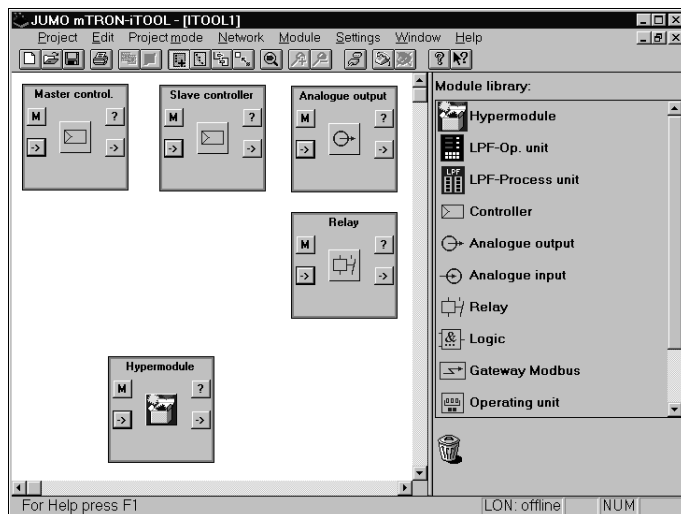 JUMO mTRON-iTOOL - [ITOOL1]
Project Edit Project mode Network Module Settings Window Help
Master control.
M ?
-> ->
Slave controller
M ?
-> ->
Analogue output
M ?
-> ->
Relay
M ?
-> ->
Hypermodule
M ?
-> ->
Module library:
Hypermodule
LPF-Op. unit
LPF
LPF-Process unit
Controller
Analogue output
Analogue input
Relay
&
Logic
Gateway Modbus
Operating unit
For Help press F1
LON: offline
NUM